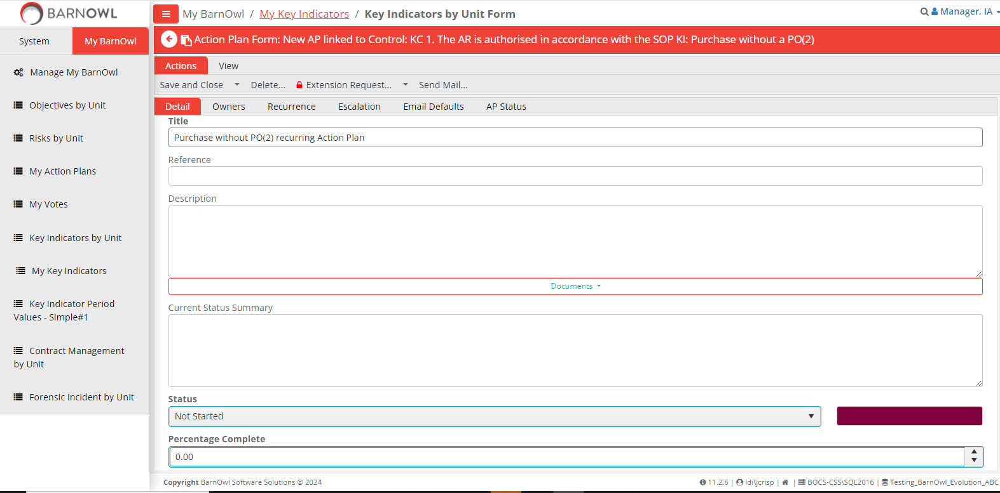 BARNOWL
My BarnOwl / My Key Indicators / Key Indicators by Unit Form
Manager, IA
System
My BarnOwl
Action Plan Form: New AP linked to Control: KC 1. The AR is authorised in accordance with the SOP KI: Purchase without a PO(2)
Manage My BarnOwl
Objectives by Unit
Risks by Unit
My Action Plans
My Votes
Key Indicators by Unit
My Key Indicators
Key Indicator Period
Values - Simple#1
Contract Management
by Unit
Forensic Incident by Unit
Actions View
Save and Close Delete... Extension Request... Send Mail...
Detail Owners Recurrence Escalation Email Defaults AP Status
Title
Purchase without PO(2) recurring Action Plan
Reference
Description
Documents
Current Status Summary
Status
Not Started
Percentage Complete
0.00
Copyright BarnOwl Software Solutions © 2024
11.2.6 | idi\jcrisp | | BOCS-CSS\SQL2016 | Testing_BarnOwl_Evolution_ABC